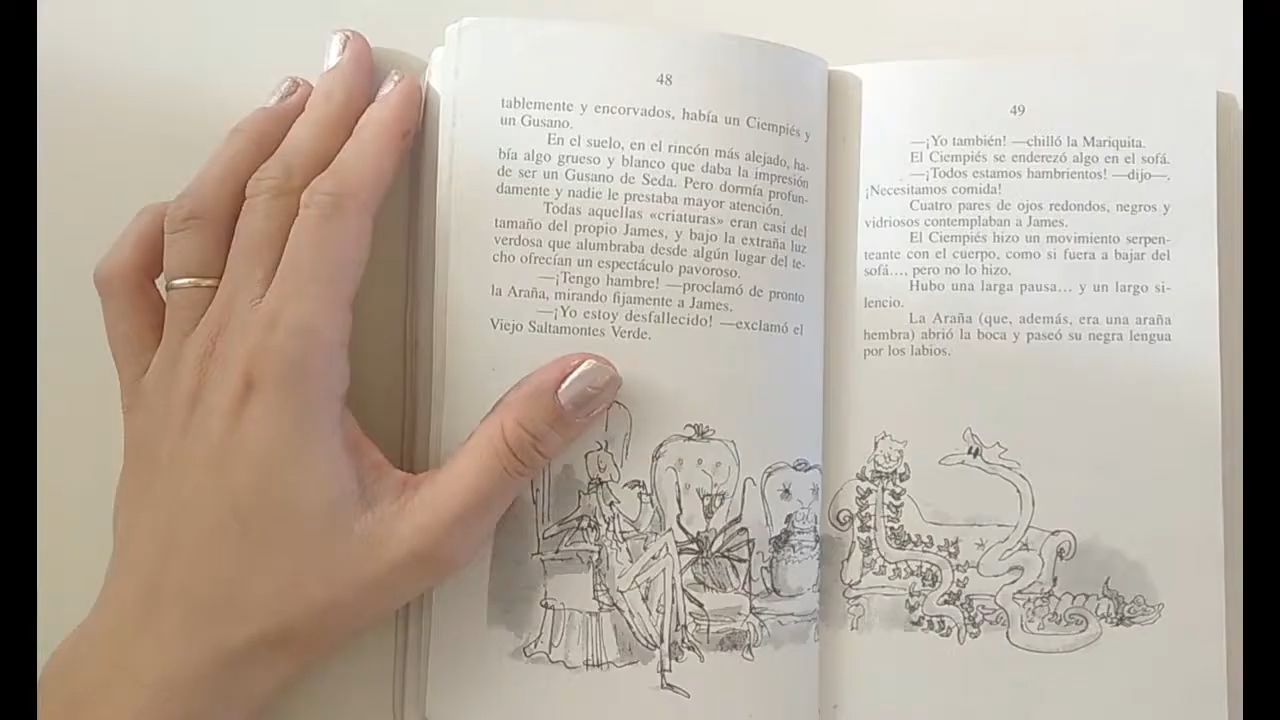 48
tablemente y encorvados, había un Ciempiés y
un Gusano.
En el suelo, en el rincón más alejado, ha-
bía algo grueso y blanco que daba la impresión
de ser un Gusano de Seda. Pero dormía profun-
damente y nadie le prestaba mayor atención.
Todas aquellas «criaturas» eran casi del
tamaño del propio James, y bajo la extraña luz
verdosa que alumbraba desde algún lugar del te-
cho ofrecían un espectáculo pavoroso.
—¡Tengo hambre! —proclamó de pronto
la Araña, mirando fijamente a James.
—¡Yo estoy desfallecido! —exclamó el
Viejo Saltamontes Verde.
49
—¡Yo también! —chilló la Mariquita.
El Ciempiés se enderezó algo en el sofá.
—¡Todos estamos hambrientos! —dijo—.
¡Necesitamos comida!
Cuatro pares de ojos redondos, negros y
vidriosos contemplaban a James.
El Ciempiés hizo un movimiento serpen-
teante con el cuerpo, como si fuera a bajar del
sofá..., pero no lo hizo.
Hubo una larga pausa... y un largo si-
lencio.
La Araña (que, además, era una araña
hembra) abrió la boca y paseó su negra lengua
por los labios.